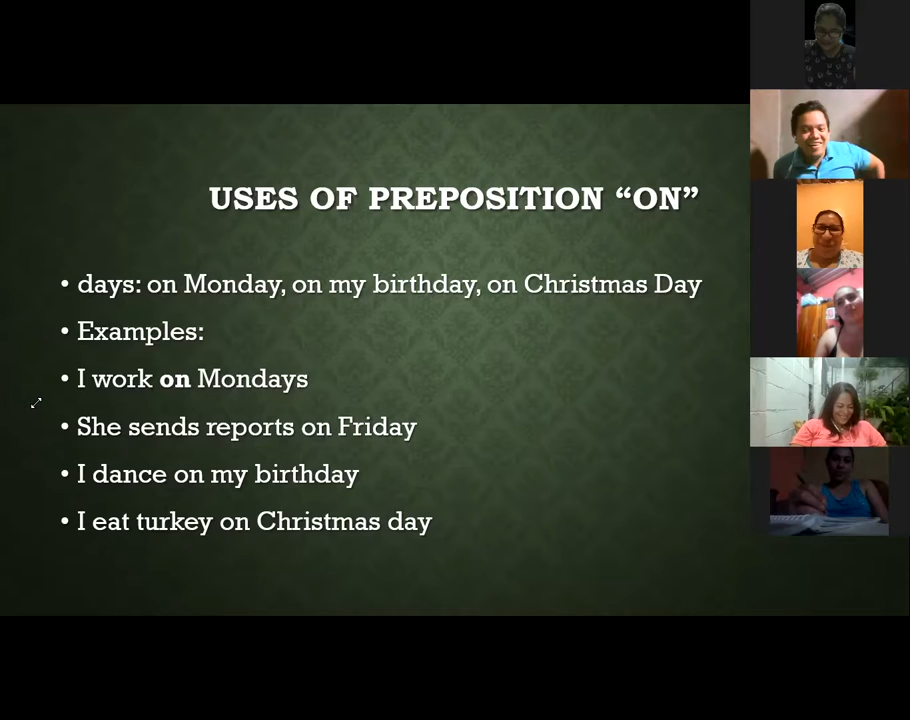 USES OF PREPOSITION “ON”
• days: on Monday, on my birthday, on Christmas Day
• Examples:
• I work on Mondays
• She sends reports on Friday
• I dance on my birthday
• I eat turkey on Christmas day